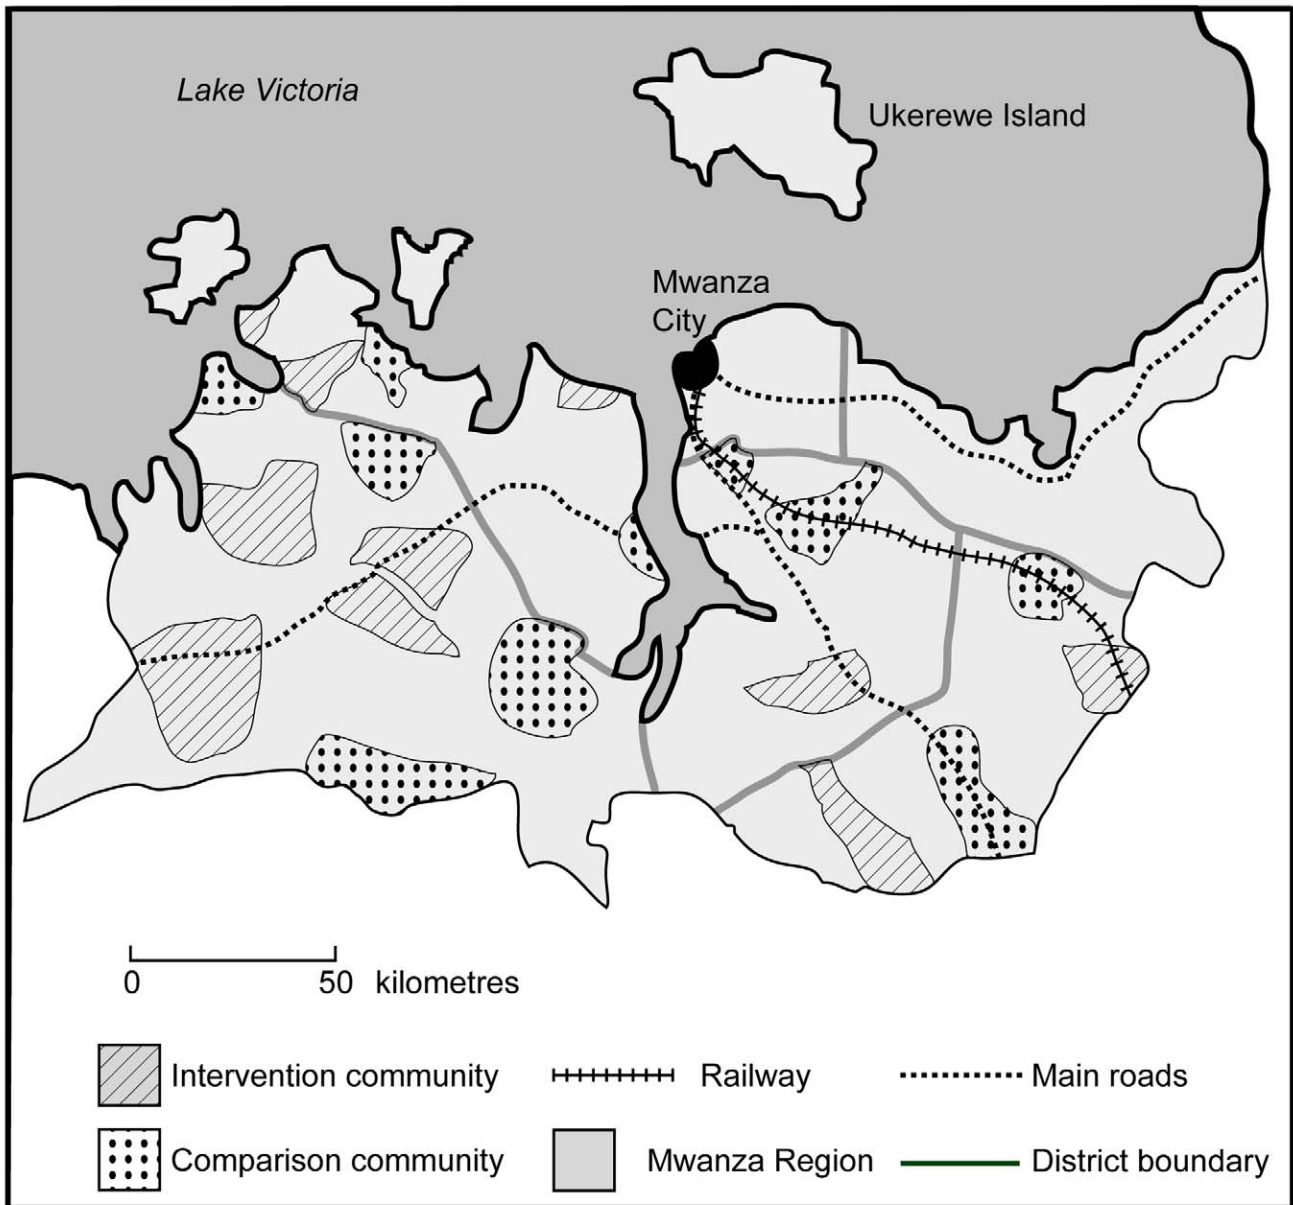 Lake Victoria
Ukerewe Island
Mwanza
City
0 50 kilometres
Intervention community
Railway
Main roads
Comparison community
Mwanza Region
District boundary